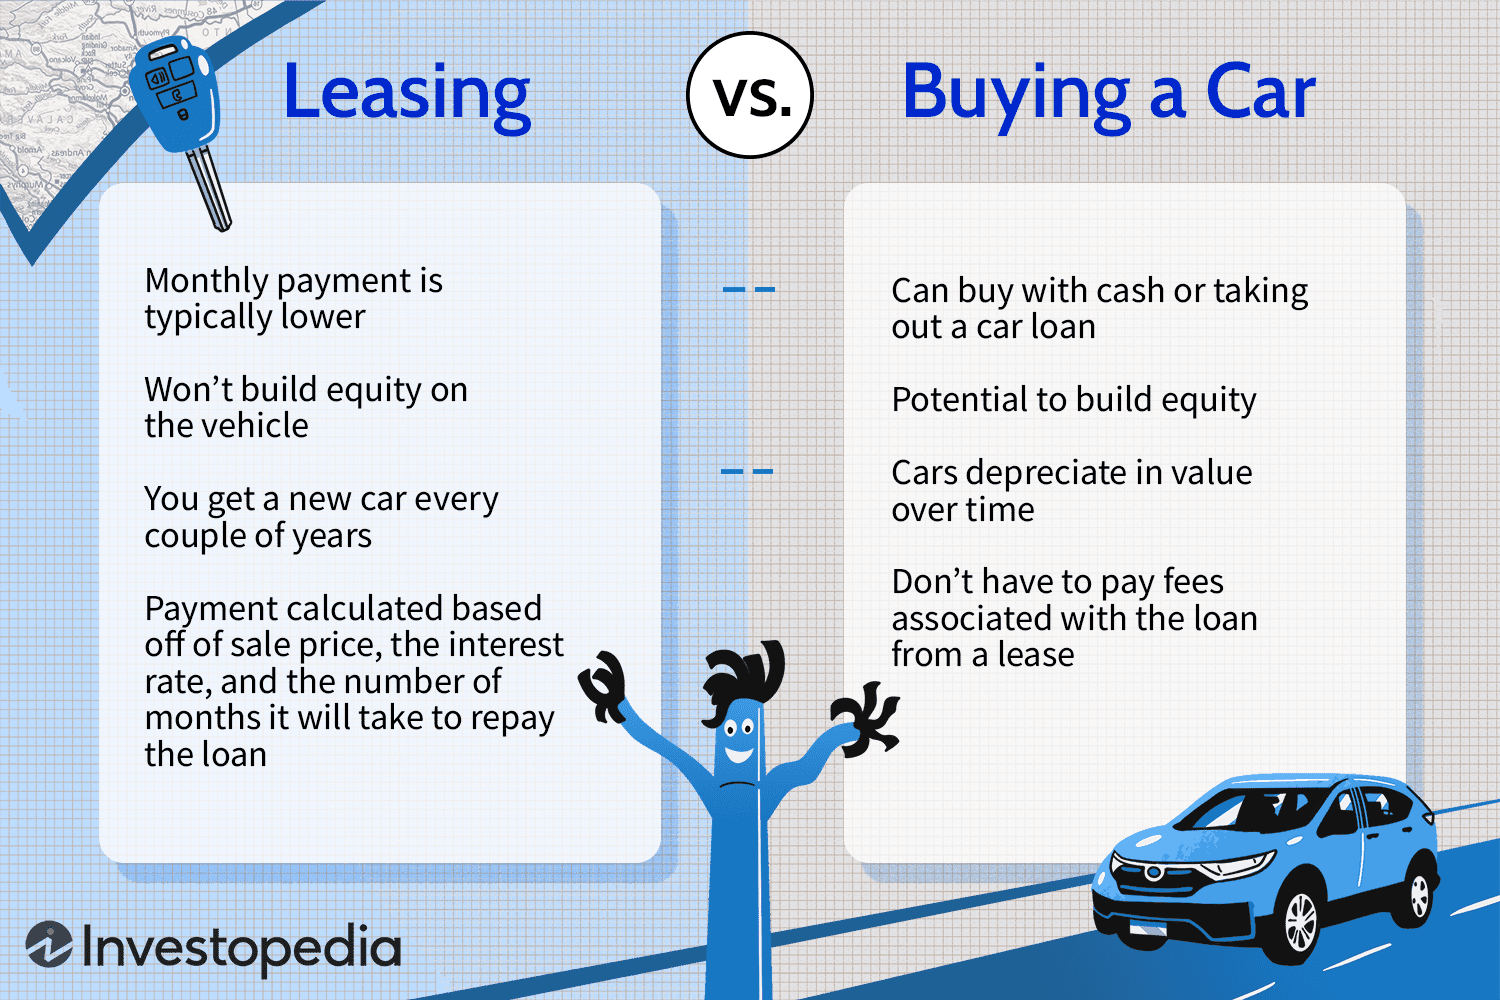 Leasing
vs.
Buying a Car
Monthly payment is
typically lower
Won’t build equity on
the vehicle
You get a new car every
couple of years
Payment calculated based
off of sale price, the interest
rate, and the number of
months it will take to repay
the loan
Can buy with cash or taking
out a car loan
Potential to build equity
Cars depreciate in value
over time
Don’t have to pay fees
associated with the loan
from a lease
Investopedia